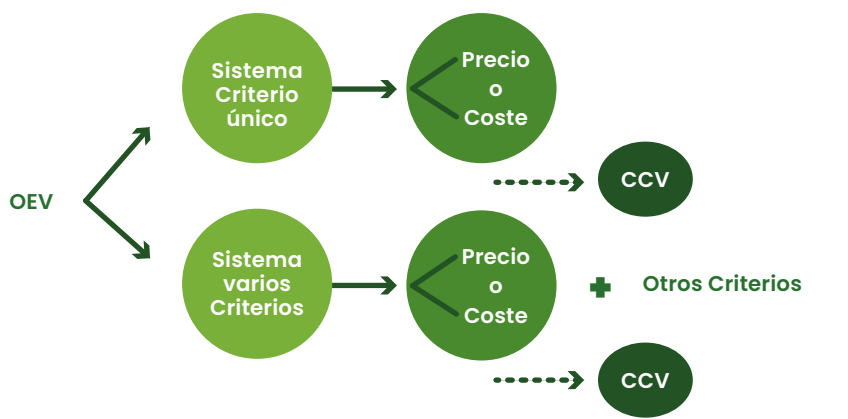 Sistema
Criterio
único
Precio
o
Coste
CCV
OEV
Sistema
varios
Criterios
Precio
o
Coste
Otros Criterios
CCV